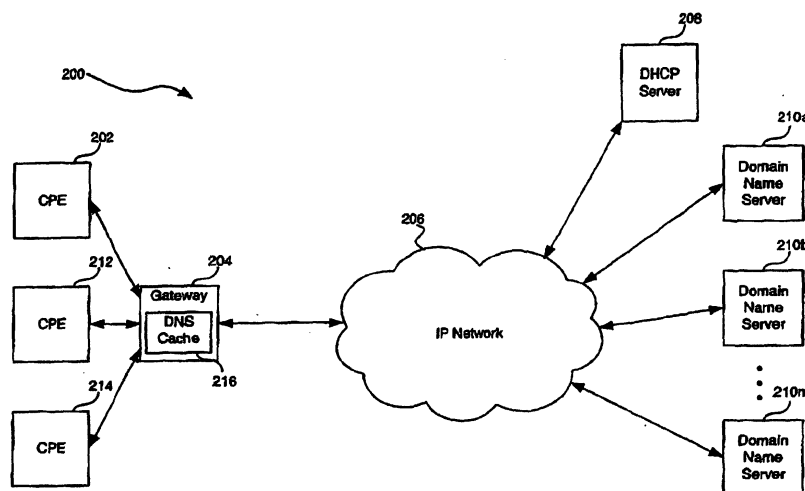 208
DHCP
Server
200
210a
Domain
Name
Server
202
CPE
206
212
CPE
204
Gateway
DNS
Cache
216
IP Network
210b
Domain
Name
Server
214
CPE
210n
Domain
Name
Server